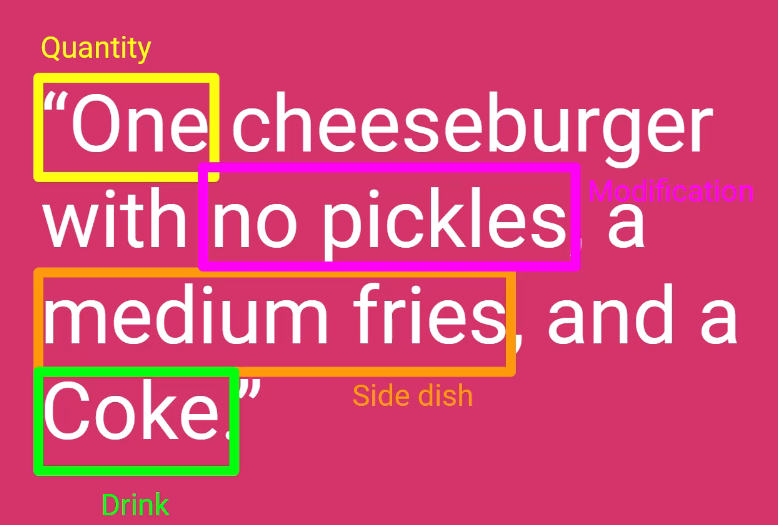 Quantity
“One cheeseburger
Modification
with no pickles, a
medium fries, and a
Side dish
Coke.”
Drink